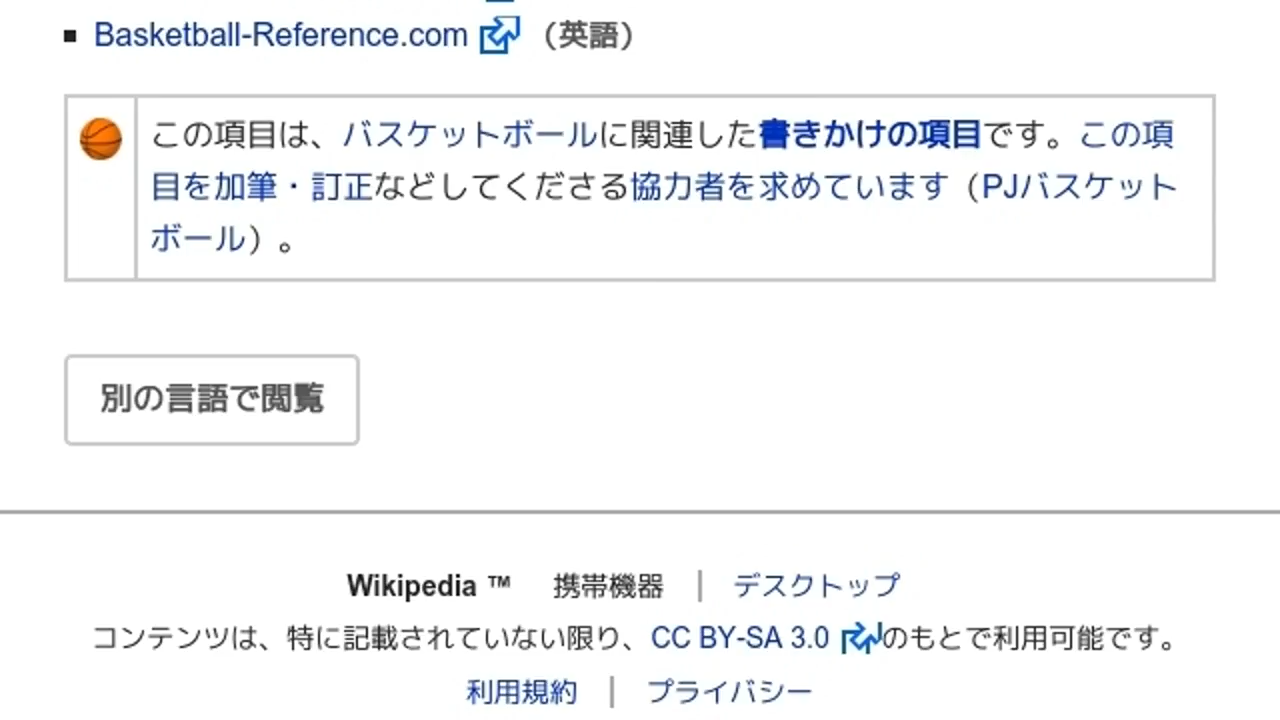 Basketball-Reference.com （英語）
この項目は、バスケットボールに関連した書きかけの項目です。この項
目を加筆・訂正などしてくださる協力者を求めています（PJバスケット
ボール）。
別の言語で閲覧
Wikipedia ™ 携帯機器 | デスクトップ
コンテンツは、特に記載されていない限り、CC BY-SA 3.0 のもとで利用可能です。
利用規約 | プライバシー